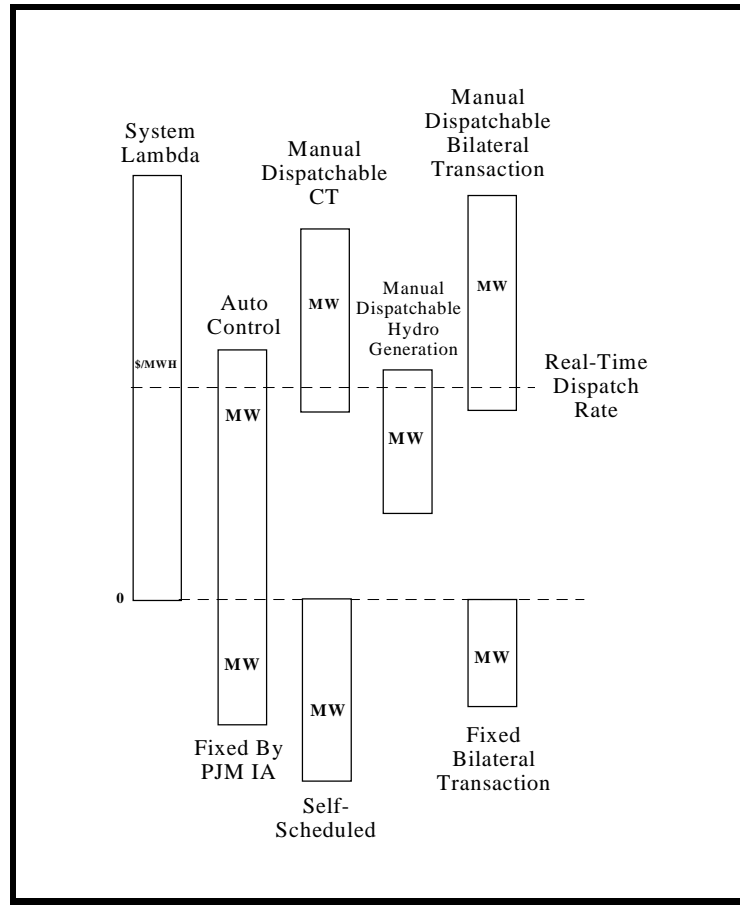 Manual
Dispatchable
Bilateral
Transaction
System
Lambda
Manual
Dispatchable
CT
Auto
Control
Manual
Dispatchable
Hydro
Generation
MW
MW
$/MWH
Real-Time
Dispatch
Rate
MW
MW
0
MW
MW
MW
Fixed By
PJM IA
Fixed
Bilateral
Transaction
Self-
Scheduled